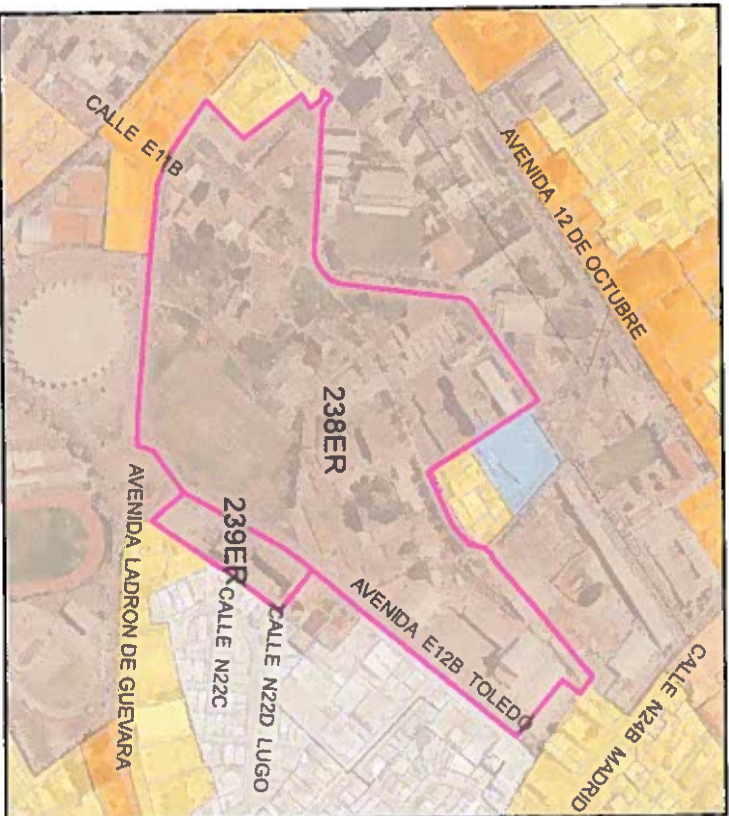 CALLE E11B
AVENIDA 12 DE OCTUBRE
238ER
239ER
AVENIDA LADRON DE GUEVARA
CALLE N22C
CALLE N22D LUGO
AVENIDA E12B TOLEDO
CALLE N24B MADRID